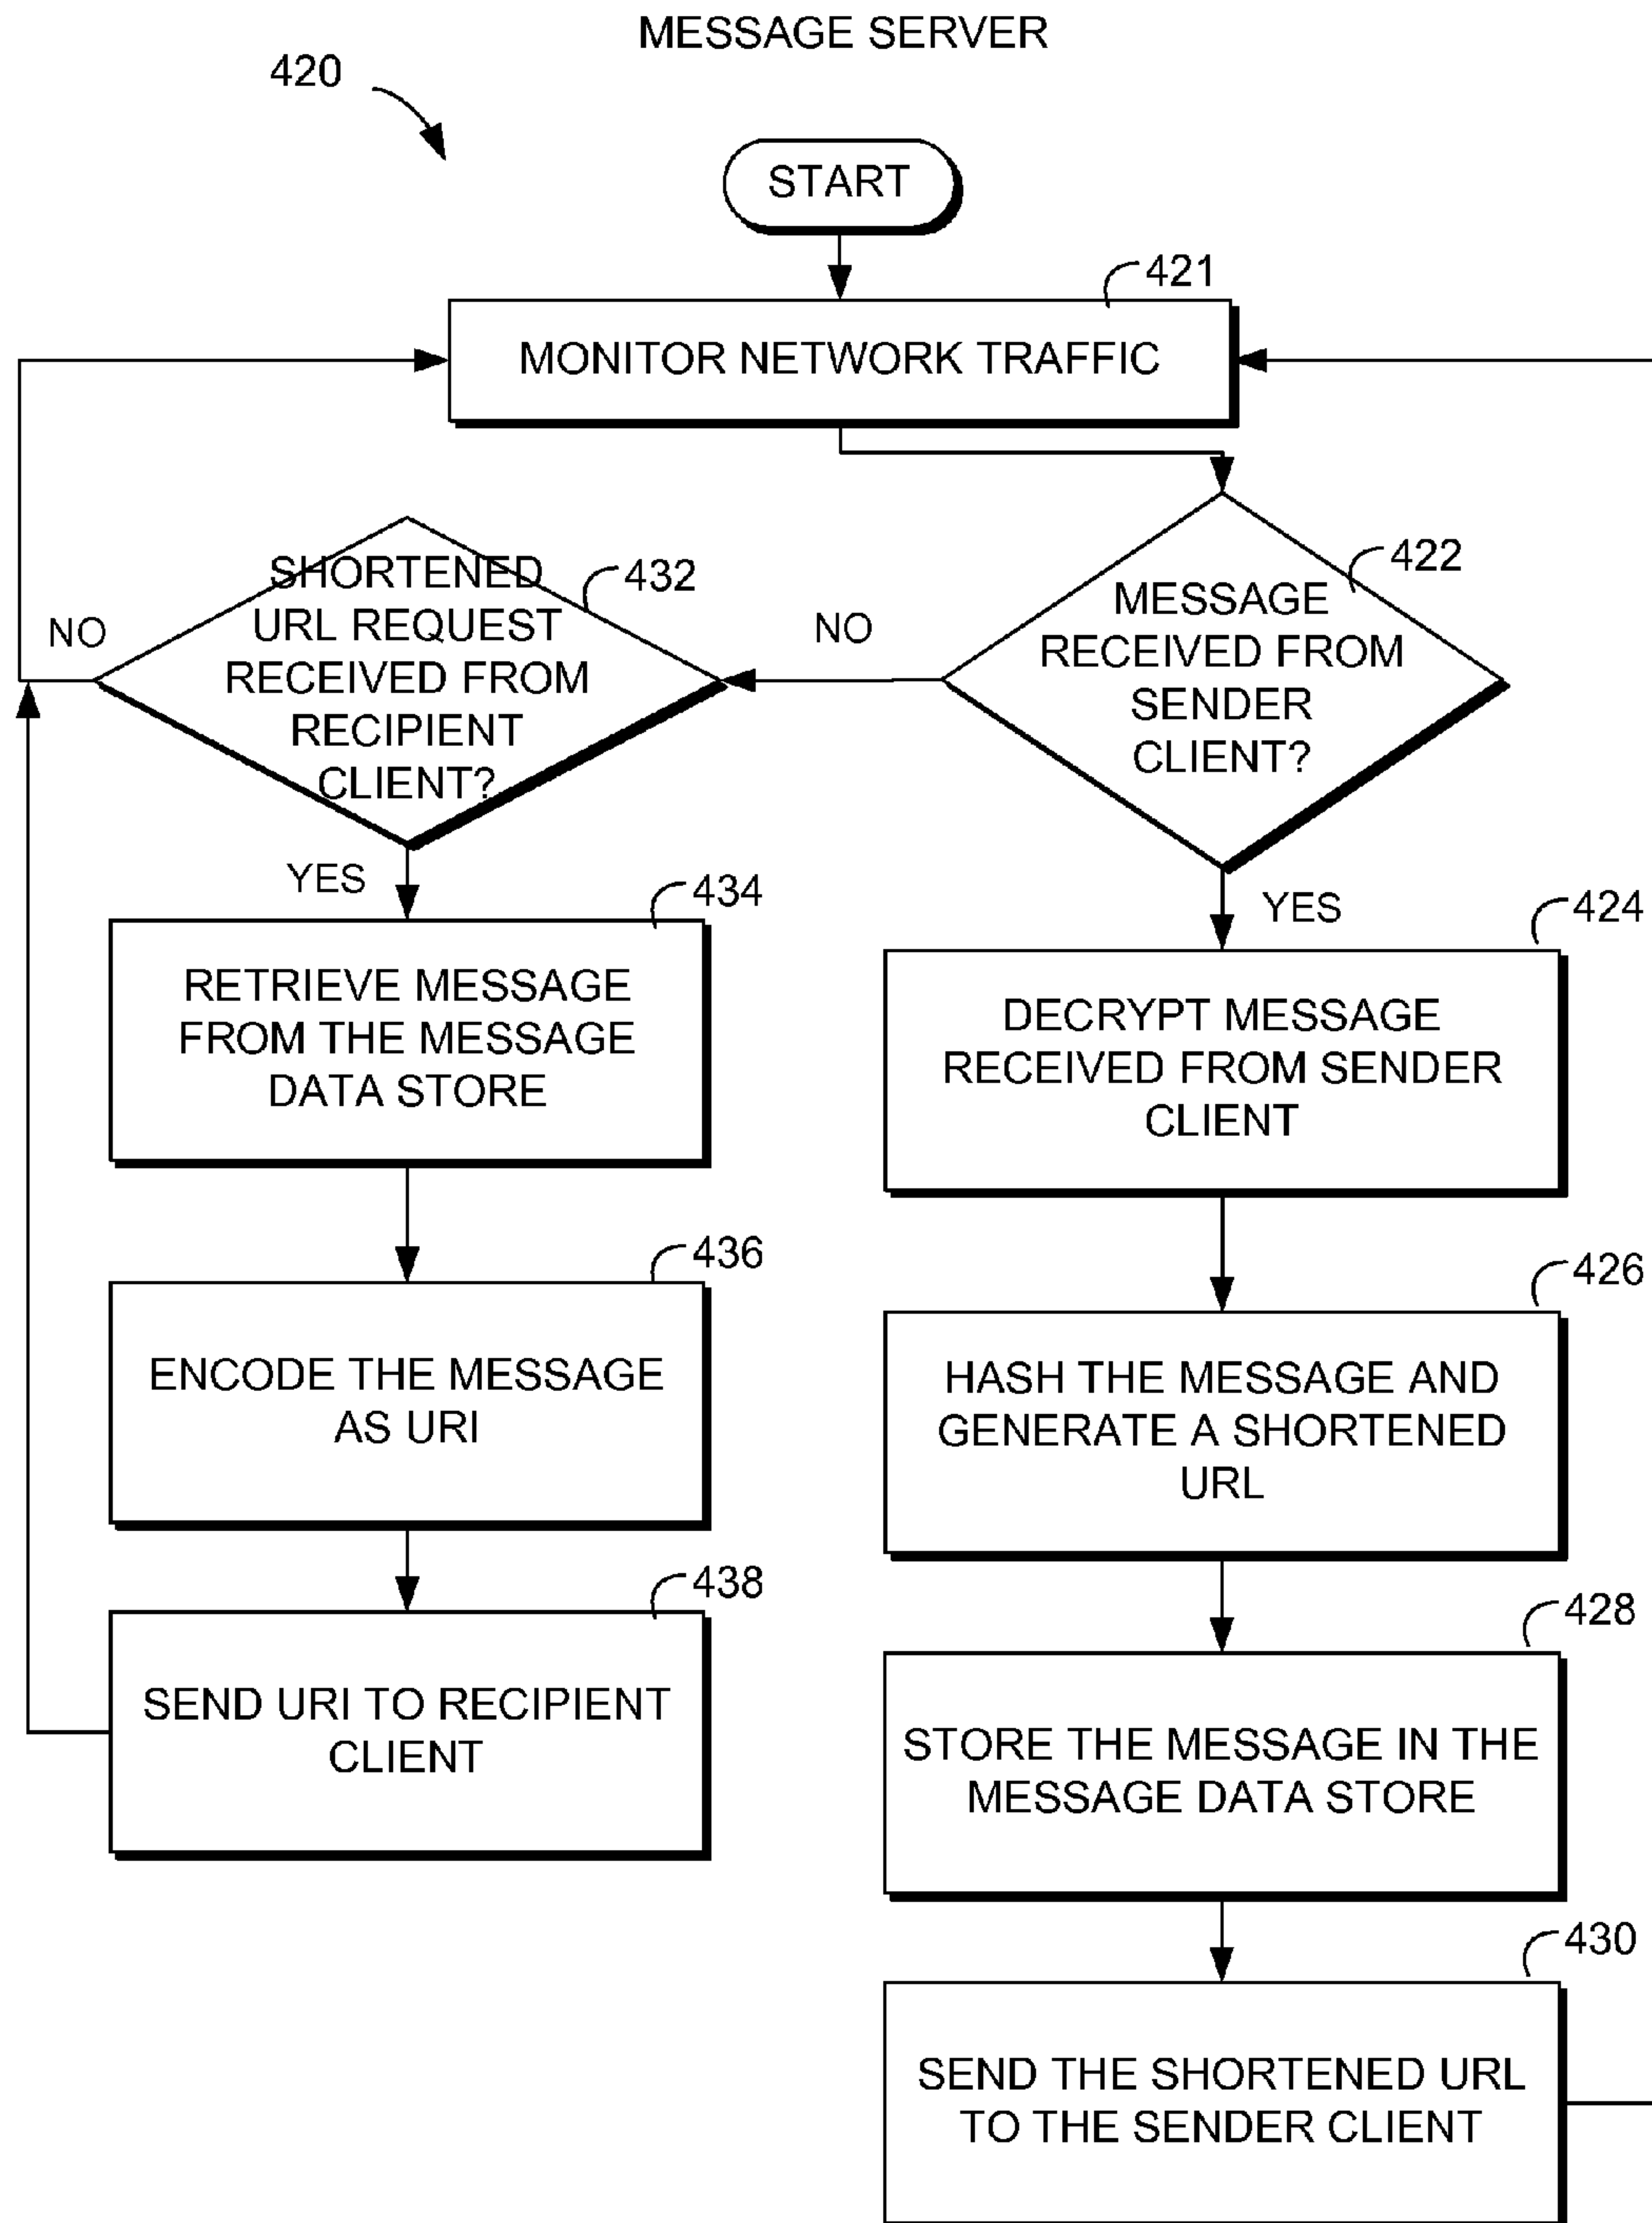 MESSAGE SERVER
420
START
421
MONITOR NETWORK TRAFFIC
422
MESSAGE
RECEIVED FROM
SENDER
CLIENT?
NO
432
SHORTENED
URL REQUEST
RECEIVED FROM
RECIPIENT
CLIENT?
NO
YES
434
RETRIEVE MESSAGE
FROM THE MESSAGE
DATA STORE
436
ENCODE THE MESSAGE
AS URI
438
SEND URI TO RECIPIENT
CLIENT
YES
424
DECRYPT MESSAGE
RECEIVED FROM SENDER
CLIENT
426
HASH THE MESSAGE AND
GENERATE A SHORTENED
URL
428
STORE THE MESSAGE IN THE
MESSAGE DATA STORE
430
SEND THE SHORTENED URL
TO THE SENDER CLIENT